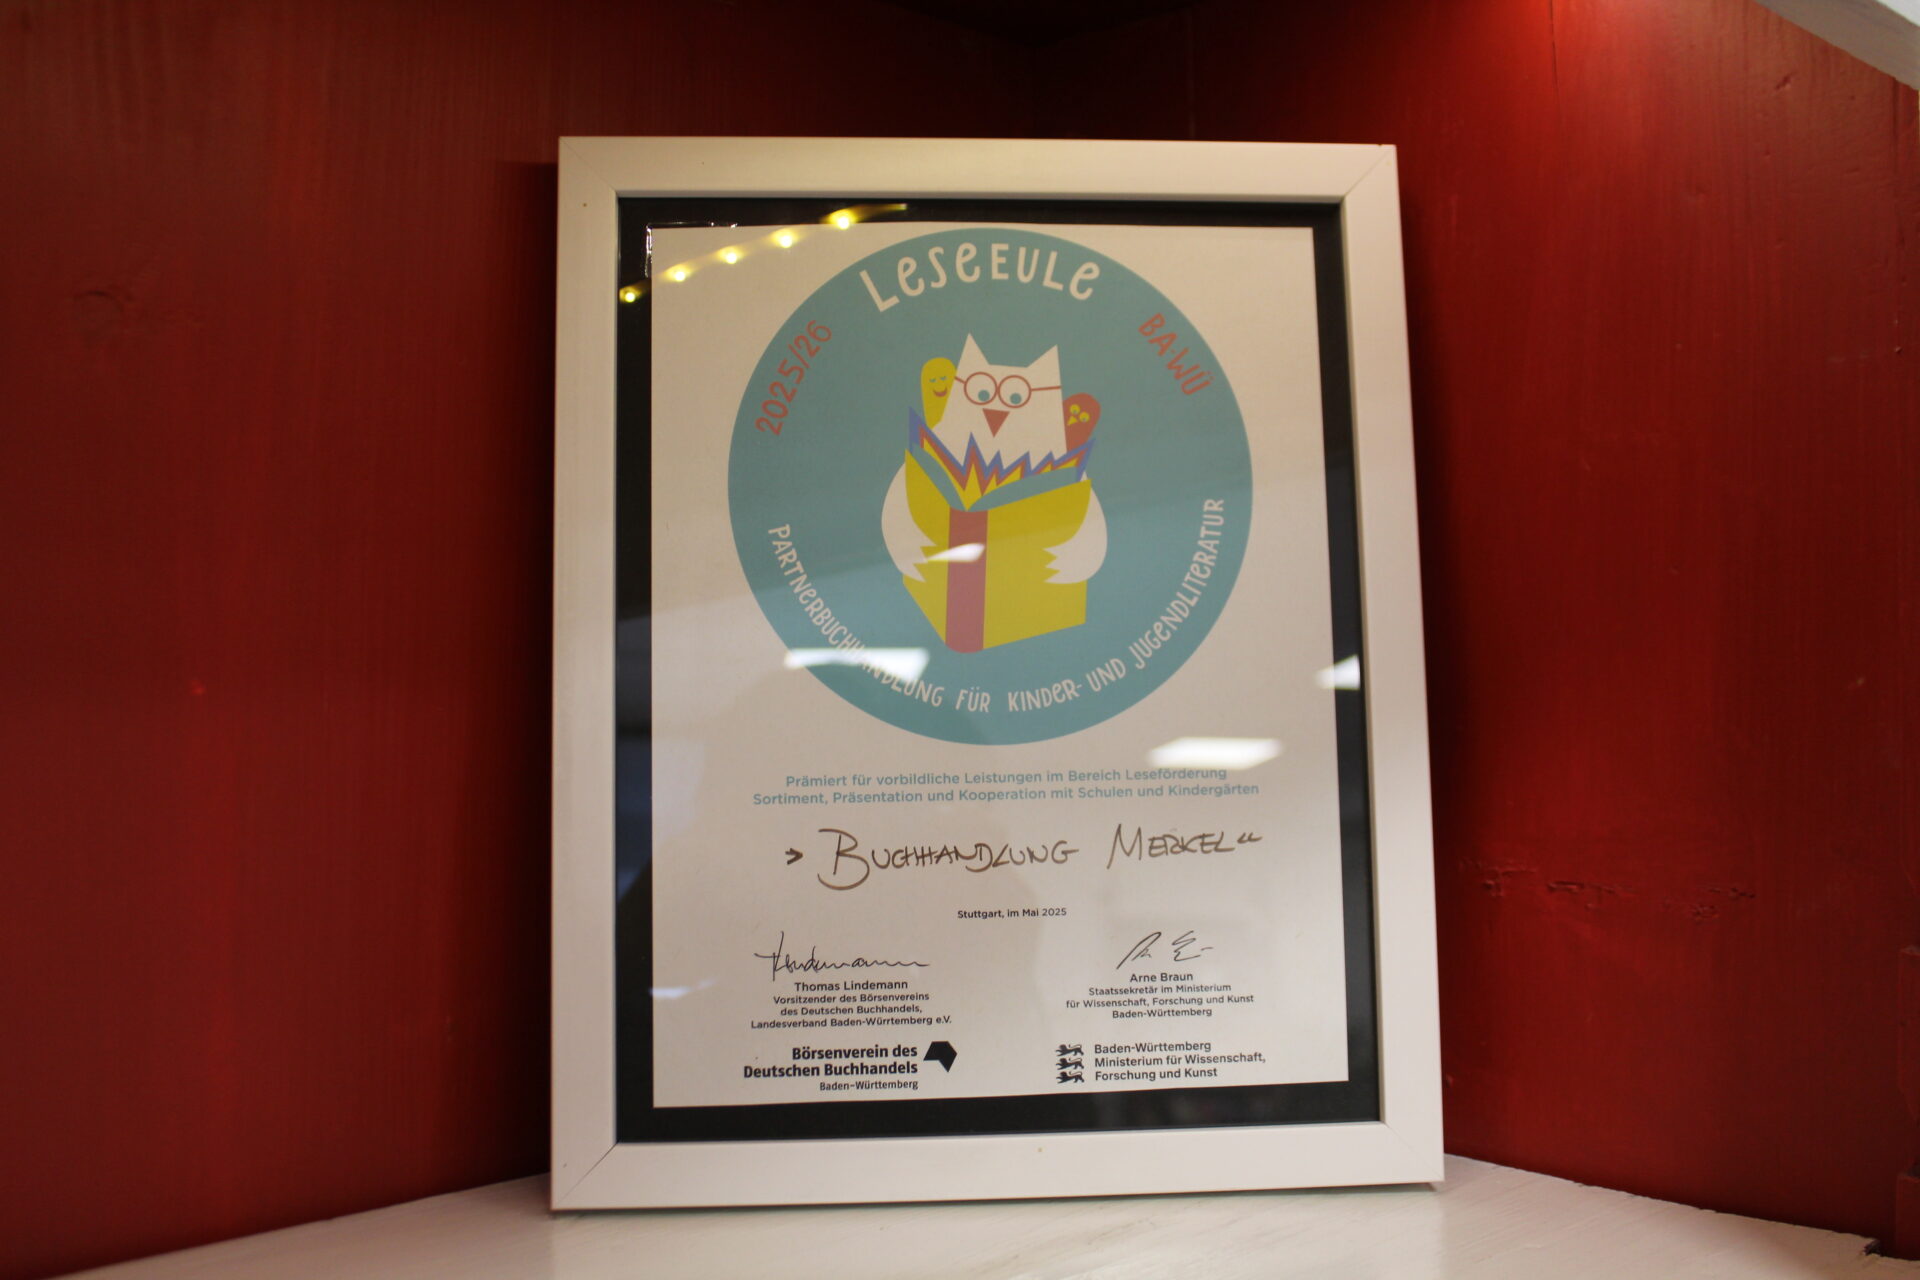 LESEEULE
2025/26
BA-WÜ
PARTNERBUCHHANDLUNG FÜR KINDER- UND JUGENDLITERATUR
Prämiert für vorbildliche Leistungen im Bereich Leseförderung
Sortiment, Präsentation und Kooperation mit Schulen und Kindergärten
> BUCHHANDLUNG MERKEL "
Stuttgart, im Mai 2025
Lindemann
Thomas Lindemann
Vorsitzender des Börsenvereins
des Deutschen Buchhandels,
Landesverband Baden-Würrtemberg e.V.
Börsenverein des
Deutschen Buchhandels
Baden-Württemberg
Arne Braun
Staatssekretär im Ministerium
für Wissenschaft, Forschung und Kunst
Baden-Württemberg
Baden-Württemberg
Ministerium für Wissenschaft,
Forschung und Kunst